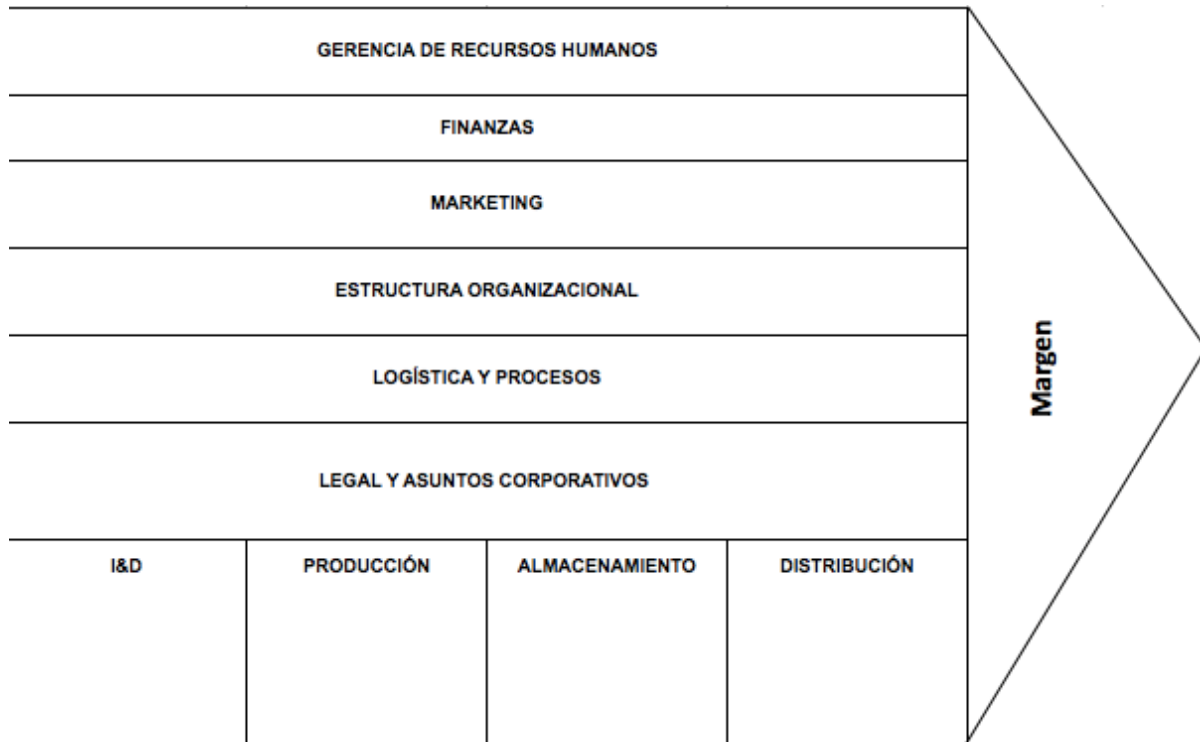 GERENCIA DE RECURSOS HUMANOS
FINANZAS
MARKETING
ESTRUCTURA ORGANIZACIONAL
LOGÍSTICA Y PROCESOS
LEGAL Y ASUNTOS CORPORATIVOS
I&D
PRODUCCIÓN
ALMACENAMIENTO
DISTRIBUCIÓN
Margen